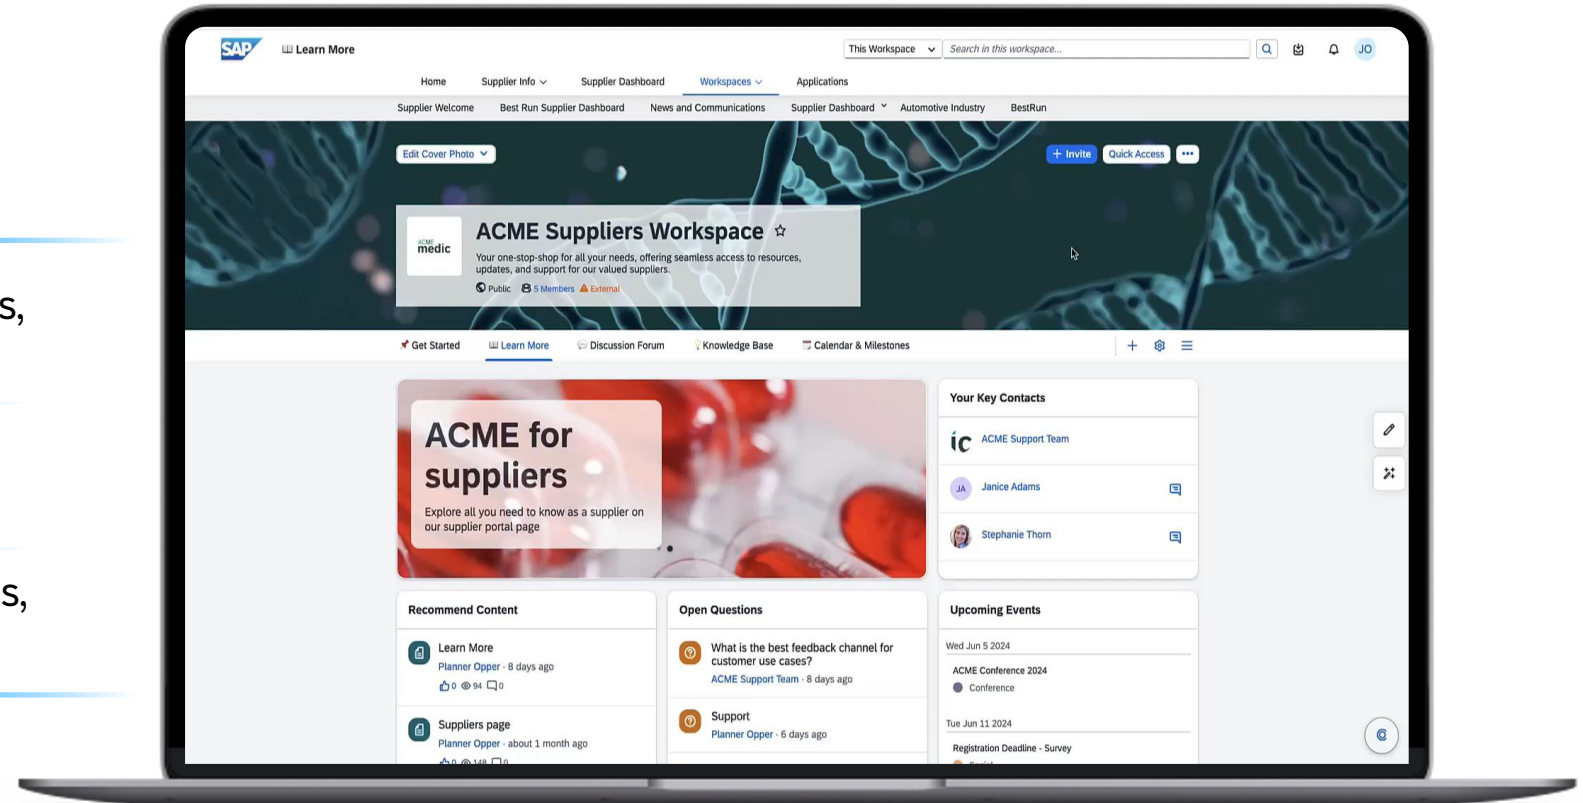 s,
s,
SAP
Learn More
This Workspace
Search in this workspace...
JO
Home
Supplier Info
Supplier Dashboard
Workspaces
Applications
Supplier Welcome
Best Run Supplier Dashboard
News and Communications
Supplier Dashboard
Automotive Industry
BestRun
Edit Cover Photo
+ Invite
Quick Access
ACME
medic
ACME Suppliers Workspace
Your one-stop-shop for all your needs, offering seamless access to resources,
updates, and support for our valued suppliers.
Public
5 Members
External
Get Started
Learn More
Discussion Forum
Knowledge Base
Calendar & Milestones
ACME for
suppliers
Explore all you need to know as a supplier on
our supplier portal page
Your Key Contacts
ic
ACME Support Team
JA
Janice Adams
Stephanie Thorn
Recommend Content
Learn More
Planner Opper · 8 days ago
0 94 0
Suppliers page
Planner Opper · about 1 month ago
0 148 0
Open Questions
What is the best feedback channel for
customer use cases?
ACME Support Team · 8 days ago
Support
Planner Opper · 6 days ago
Upcoming Events
Wed Jun 5 2024
ACME Conference 2024
Conference
Tue Jun 11 2024
Registration Deadline - Survey